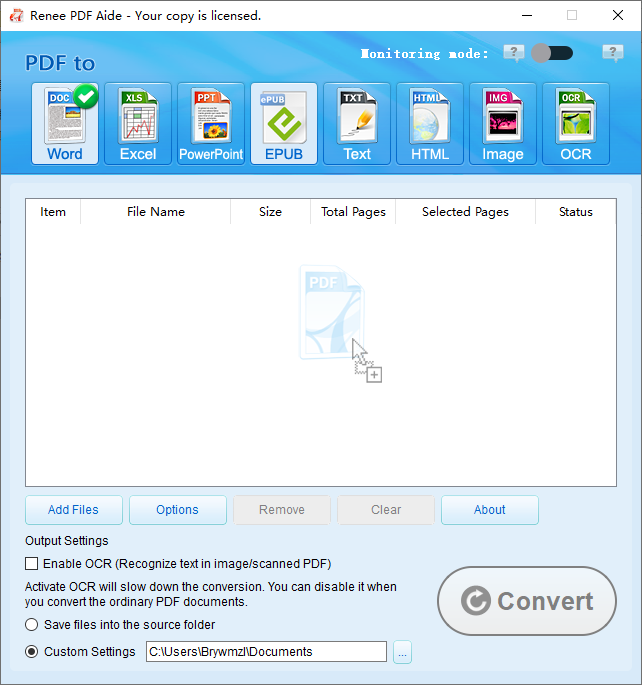 Renee PDF Aide - Your copy is licensed.
PDF to
Monitoring mode:
? ?
DOC XLS PPT ePUB TXT HTML IMG OCR
Word Excel PowerPoint EPUB Text HTML Image OCR
Item File Name Size Total Pages Selected Pages Status
PDF
Add Files Options Remove Clear About
Output Settings
Enable OCR (Recognize text in image/scanned PDF)
Activate OCR will slow down the conversion. You can disable it when
you convert the ordinary PDF documents.
Convert
Save files into the source folder
Custom Settings C:\Users\Brywmzl\Documents ...